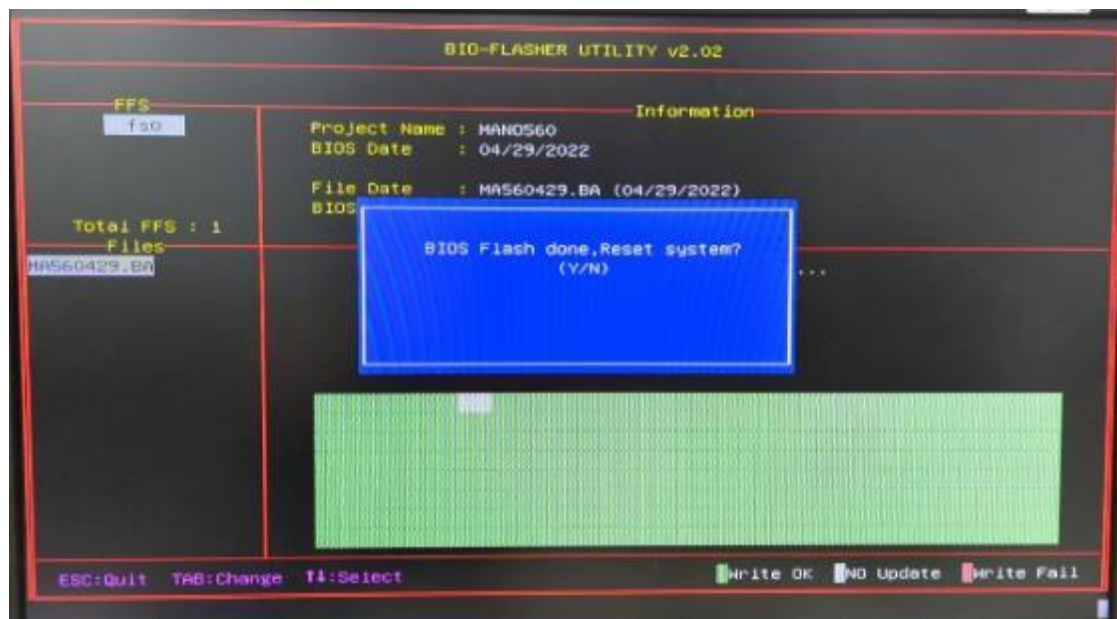 BIO-FLASHER UTILITY v2.02
FFS
fs0
Total FFS : 1
Files
MA560429.BA
Information
Project Name : MANO560
BIOS Date : 04/29/2022
File Date : MA560429.BA (04/29/2022)
BIOS
BIOS Flash done,Reset system?
(Y/N)
...
ESC:Quit TAB:Change ↑↓:Select
Write OK NO Update Write Fail